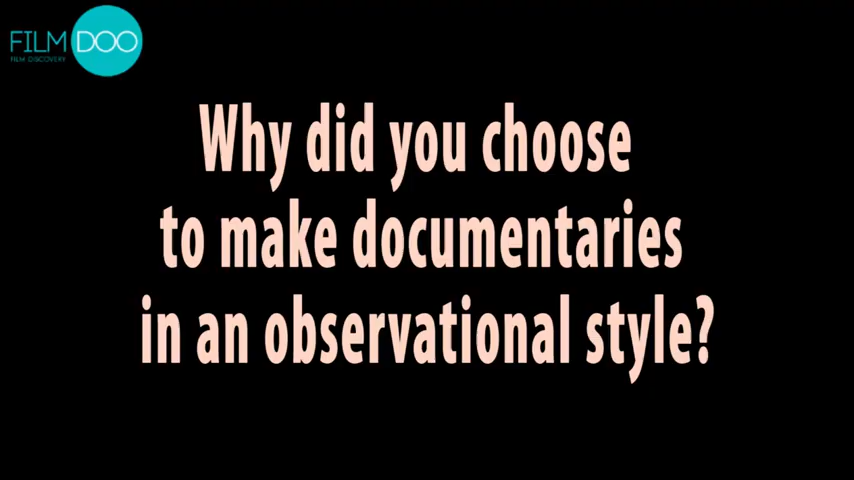 FILM DOO
FILM DISCOVERY
Why did you choose
to make documentaries
in an observational style?